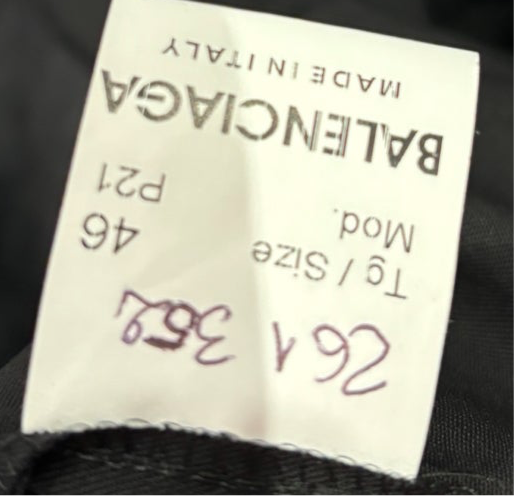 261 352
Tg / Size 46
Mod. P21
BALENCIAGA
MADE IN ITALY